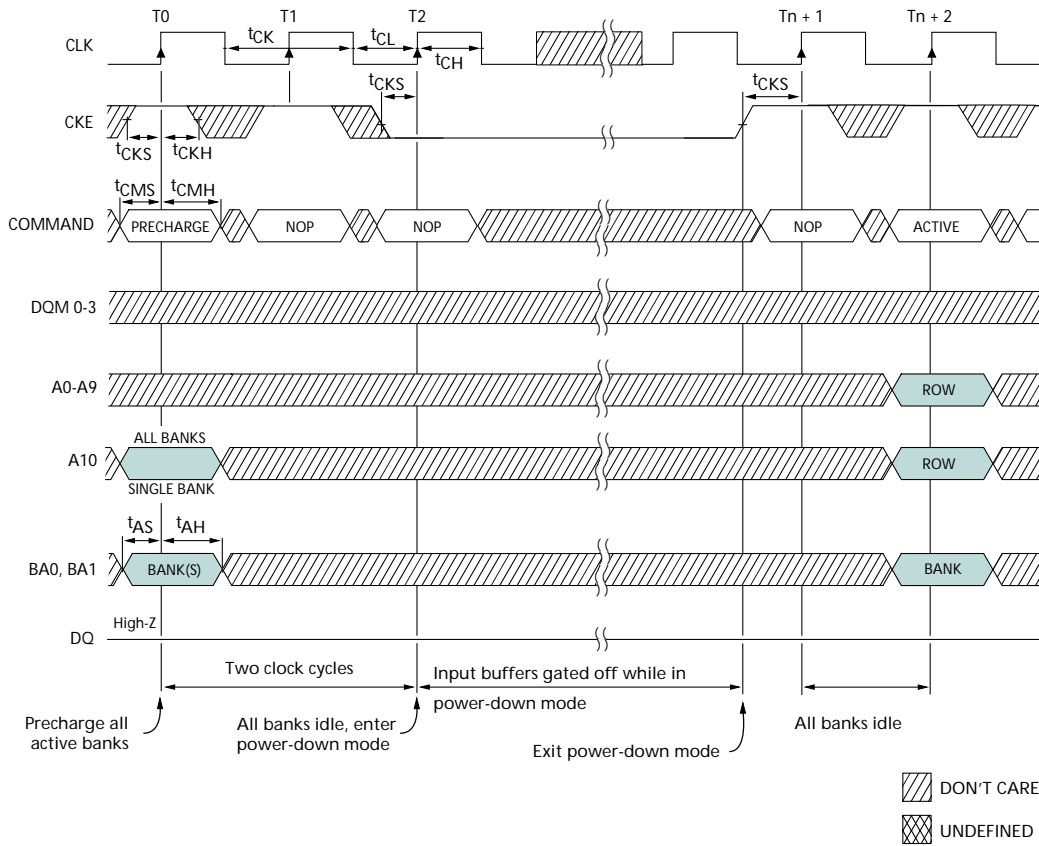 T0 T1 T2 Tn + 1 Tn + 2
CLK
tCK tCL tCH
tCKS tCKS
CKE
tCKS tCKH
tCMS tCMH
COMMAND PRECHARGE NOP NOP NOP ACTIVE
DQM 0-3
A0-A9 ROW
ALL BANKS
A10 ROW
SINGLE BANK
tAS tAH
BA0, BA1 BANK(S) BANK
High-Z
DQ
Two clock cycles
Input buffers gated off while in
power-down mode
Precharge all
active banks
All banks idle, enter
power-down mode
Exit power-down mode
All banks idle
DON'T CARE
UNDEFINED